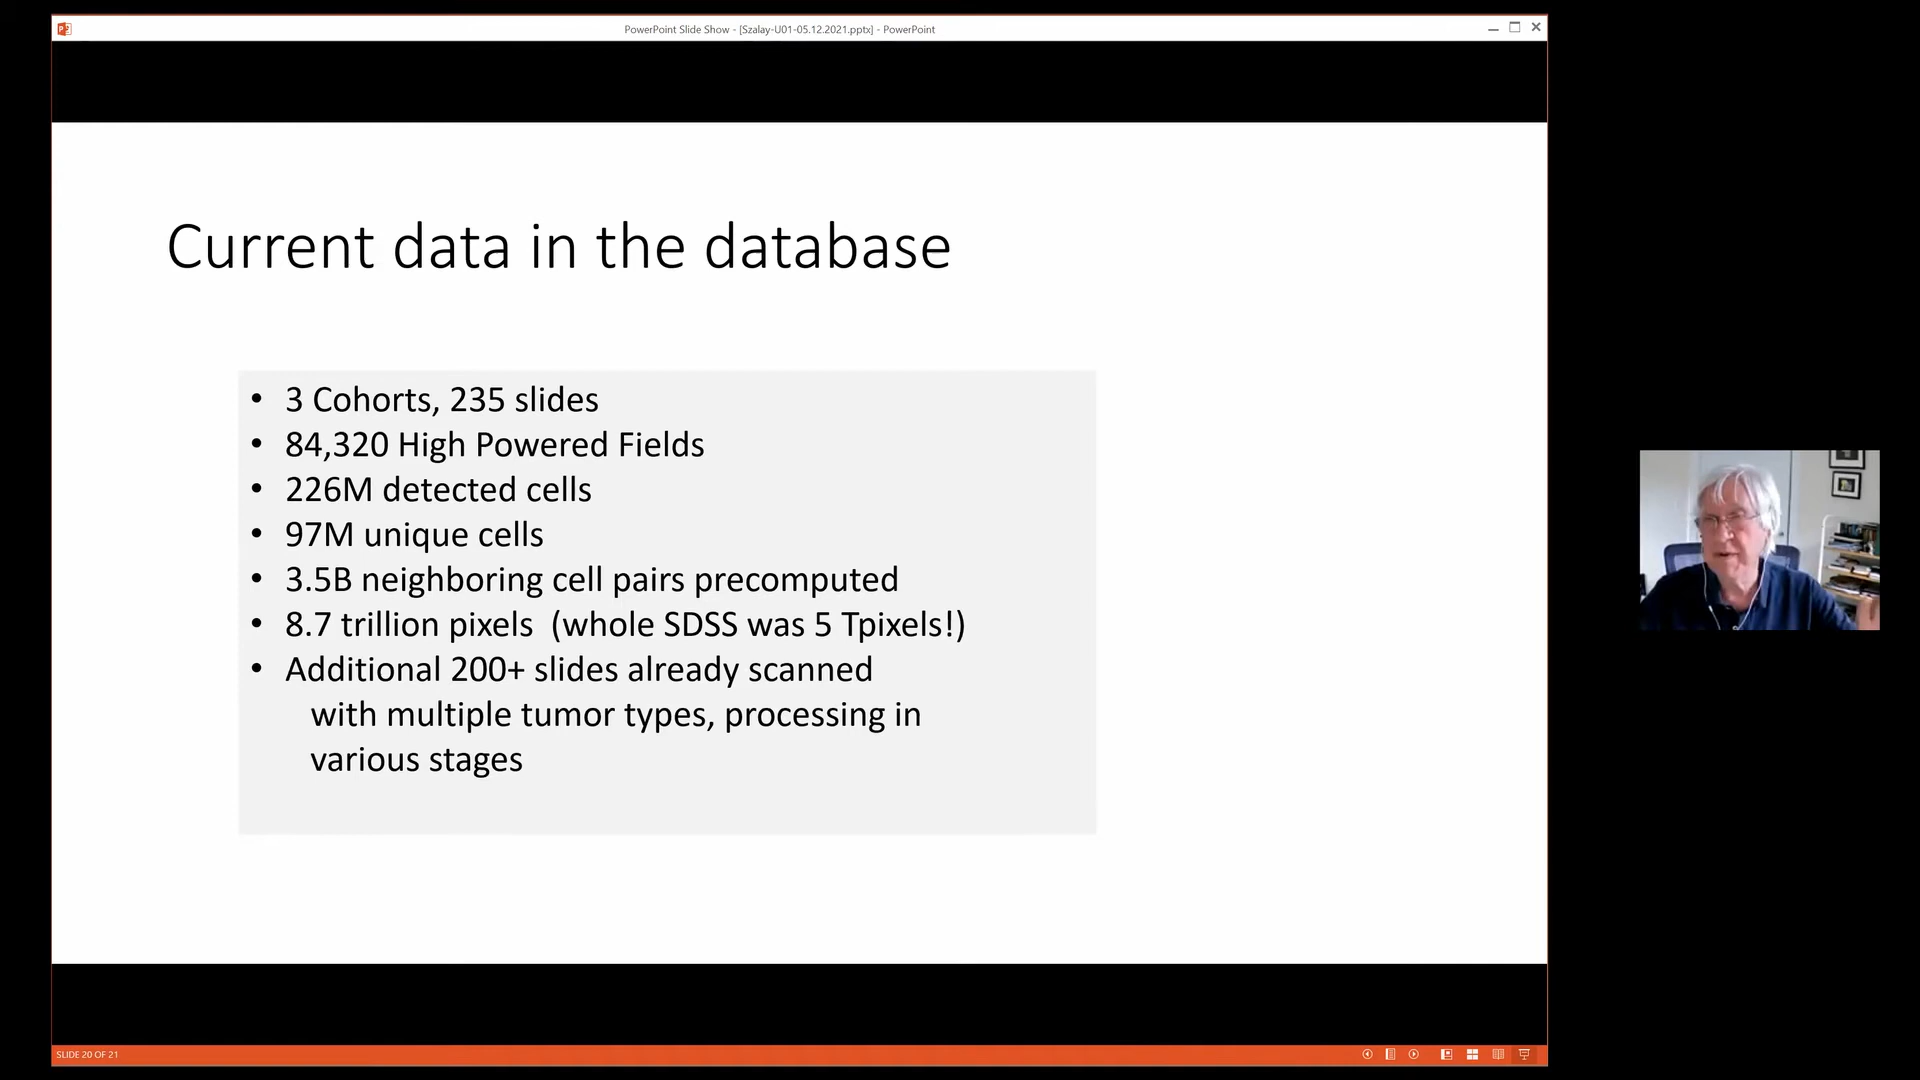 PowerPoint Slide Show - [Szalay-U01-05.12.2021.pptx] - PowerPoint
Current data in the database
• 3 Cohorts, 235 slides
• 84,320 High Powered Fields
• 226M detected cells
• 97M unique cells
• 3.5B neighboring cell pairs precomputed
• 8.7 trillion pixels  (whole SDSS was 5 Tpixels!)
• Additional 200+ slides already scanned
with multiple tumor types, processing in
various stages
SLIDE 20 OF 21